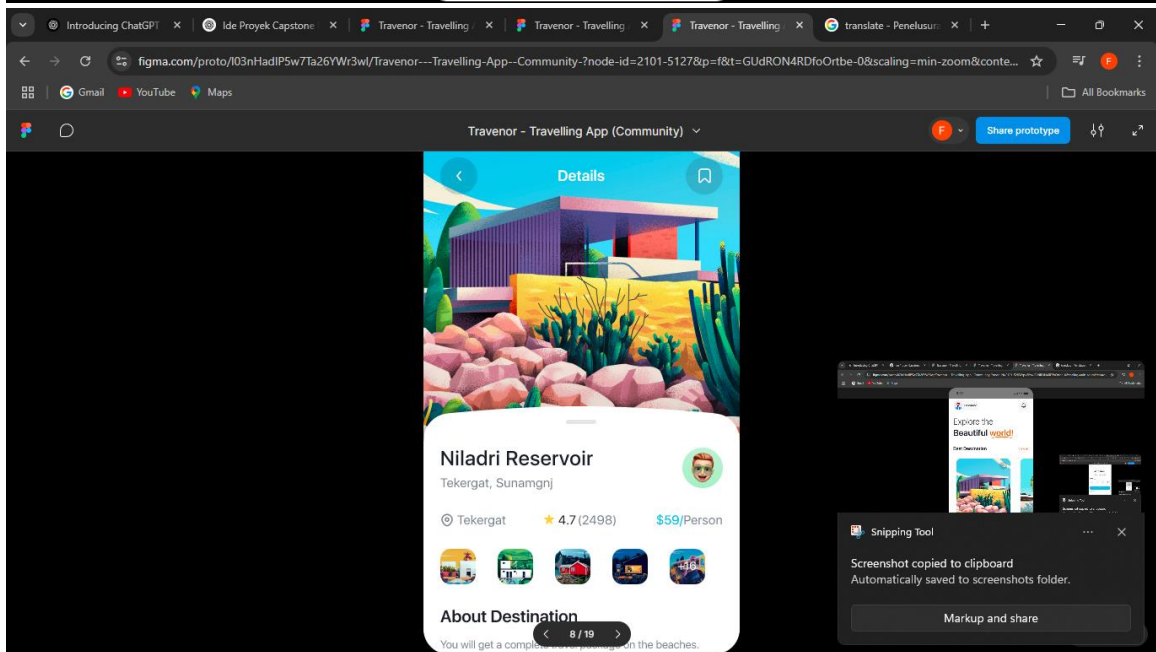 Introducing ChatGPT
Ide Proyek Capstone
Travenor - Travelling
Travenor - Travelling
Travenor - Travelling
translate - Penelusur
figma.com/proto/l03nHadIP5w7Ta26YWr3wl/Travenor---Travelling-App--Community-?node-id=2101-5127&p=f&t=GUdRON4RDfoOrtbe-0&scaling=min-zoom&conte...
F
Gmail
YouTube
Maps
All Bookmarks
Travenor - Travelling App (Community)
F
Share prototype
Details
Niladri Reservoir
Tekergat, Sunamgnj
Tekergat
4.7 (2498)
$59/Person
+16
About Destination
You will get a complete travel package on the beaches.
8 / 19
Explore the
Beautiful world!
Snipping Tool
Screenshot copied to clipboard
Automatically saved to screenshots folder.
Markup and share